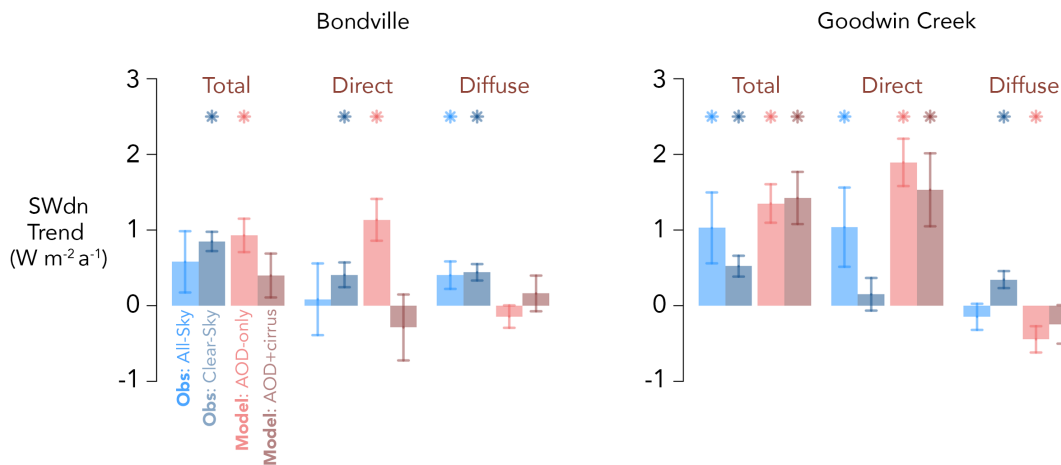 Bondville
Goodwin Creek
3
Total
Direct
Diffuse
* * * * * *
2
1
0
-1
SWdn
Trend
(W m-2 a-1)
Obs: All-Sky
Obs: Clear-Sky
Model: AOD-only
Model: AOD+cirrus
3
Total
Direct
Diffuse
* * * * * * * * *
2
1
0
-1